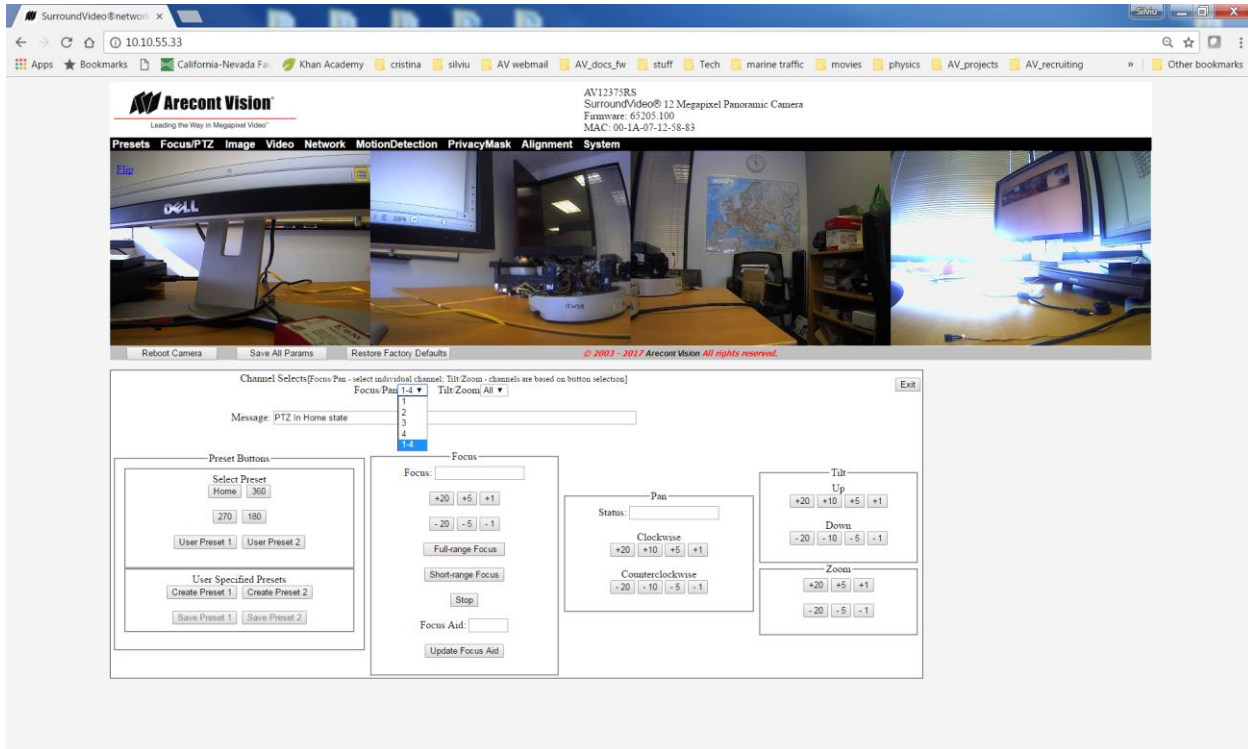 SurroundVideo®network
Silviu
10.10.55.33
Apps Bookmarks California-Nevada Fau Khan Academy cristina silviu AV webmail AV_docs_fw stuff Tech marine traffic movies physics AV_projects AV_recruiting » Other bookmarks
Arecont Vision®
Leading the Way in Megapixel Video™
AV12375RS
SurroundVideo® 12 Megapixel Panoramic Camera
Firmware: 65205.100
MAC: 00-1A-07-12-58-83
Presets Focus/PTZ Image Video Network MotionDetection PrivacyMask Alignment System
Flip
DELL
Reboot Camera Save All Params Restore Factory Defaults © 2003 - 2017 Arecont Vision All rights reserved.
Channel Selects[Focus/Pan - select individual channel; Tilt/Zoom - channels are based on button selection]
Exit
Focus/Pan 1-4 Tilt/Zoom All
1
2
3
4
1-4
Message: PTZ In Home state
Preset Buttons
Select Preset
Home 360
270 180
User Preset 1 User Preset 2
User Specified Presets
Create Preset 1 Create Preset 2
Save Preset 1 Save Preset 2
Focus
Focus:
+20 +5 +1
- 20 - 5 - 1
Full-range Focus
Short-range Focus
Stop
Focus Aid:
Update Focus Aid
Pan
Status:
Clockwise
+20 +10 +5 +1
Counterclockwise
- 20 - 10 - 5 - 1
Tilt
Up
+20 +10 +5 +1
Down
- 20 - 10 - 5 - 1
Zoom
+20 +5 +1
- 20 - 5 - 1